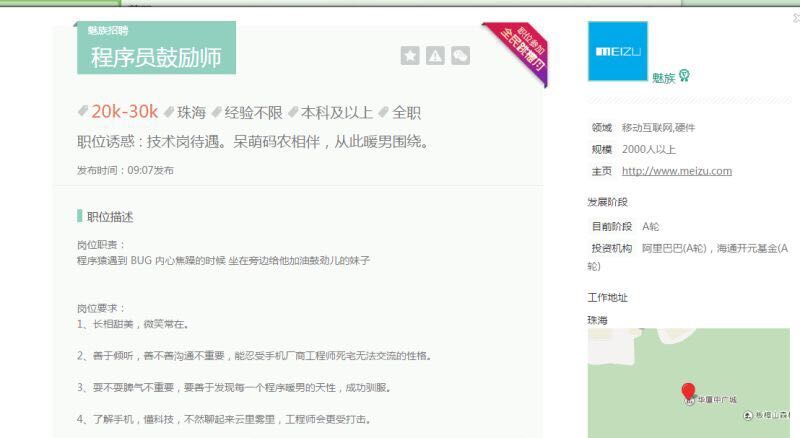 魅族招聘
程序员鼓励师
职位参加
全民跳槽月
20k-30k 珠海 经验不限 本科及以上 全职
职位诱惑 : 技术岗待遇。呆萌码农相伴，从此暖男围绕。
发布时间：09:07发布
职位描述
岗位职责：
程序猿遇到 BUG 内心焦躁的时候 坐在旁边给他加油鼓劲儿的妹子
岗位要求：
1、长相甜美，微笑常在。
2、善于倾听，善不善沟通不重要，能忍受手机厂商工程师死宅无法交流的性格。
3、耍不耍脾气不重要，要善于发现每一个程序暖男的天性，成功驯服。
4、了解手机，懂科技，不然聊起来云里雾里，工程师会更受打击。
MEIZU
魅族
领域 移动互联网,硬件
规模 2000人以上
主页 http://www.meizu.com
发展阶段
目前阶段 A轮
投资机构 阿里巴巴(A轮)，海通开元基金(A
轮)
工作地址
珠海
华厦中广城
板樟山森